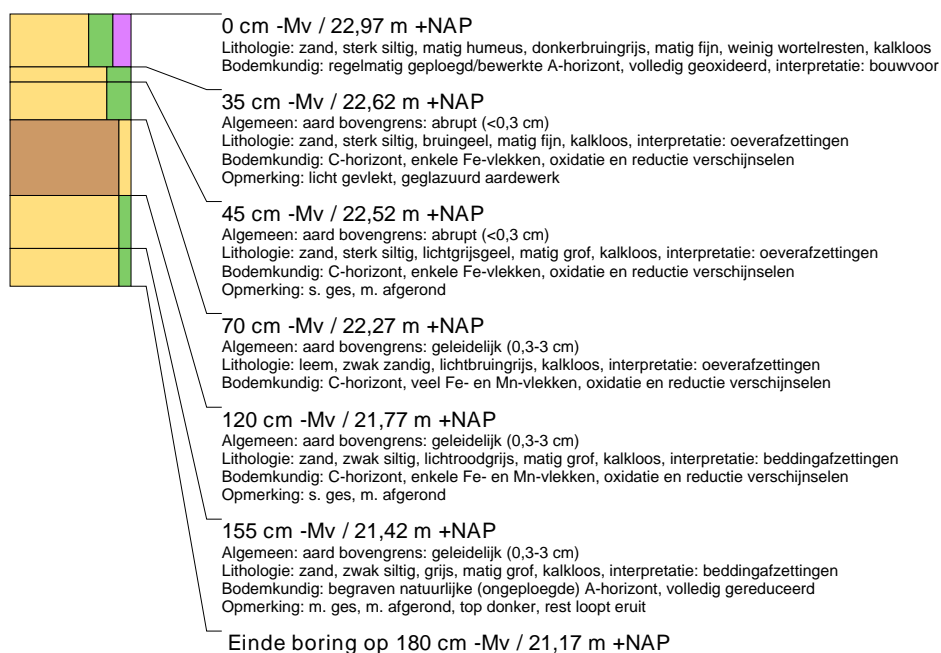 0 cm -Mv / 22,97 m +NAP
Lithologie: zand, sterk siltig, matig humeus, donkerbruingrijs, matig fijn, weinig wortelresten, kalkloos
Bodemkundig: regelmatig geploegd/bewerkte A-horizont, volledig geoxideerd, interpretatie: bouwvoor
35 cm -Mv / 22,62 m +NAP
Algemeen: aard bovengrens: abrupt (<0,3 cm)
Lithologie: zand, sterk siltig, bruingeel, matig fijn, kalkloos, interpretatie: oeverafzettingen
Bodemkundig: C-horizont, enkele Fe-vlekken, oxidatie en reductie verschijnselen
Opmerking: licht gevlekt, geglazuurd aardewerk
45 cm -Mv / 22,52 m +NAP
Algemeen: aard bovengrens: abrupt (<0,3 cm)
Lithologie: zand, sterk siltig, lichtgrijsgeel, matig grof, kalkloos, interpretatie: oeverafzettingen
Bodemkundig: C-horizont, enkele Fe-vlekken, oxidatie en reductie verschijnselen
Opmerking: s. ges, m. afgerond
70 cm -Mv / 22,27 m +NAP
Algemeen: aard bovengrens: geleidelijk (0,3-3 cm)
Lithologie: leem, zwak zandig, lichtbruingrijs, kalkloos, interpretatie: oeverafzettingen
Bodemkundig: C-horizont, veel Fe- en Mn-vlekken, oxidatie en reductie verschijnselen
120 cm -Mv / 21,77 m +NAP
Algemeen: aard bovengrens: geleidelijk (0,3-3 cm)
Lithologie: zand, zwak siltig, lichtroodgrijs, matig grof, kalkloos, interpretatie: beddingafzettingen
Bodemkundig: C-horizont, enkele Fe- en Mn-vlekken, oxidatie en reductie verschijnselen
Opmerking: s. ges, m. afgerond
155 cm -Mv / 21,42 m +NAP
Algemeen: aard bovengrens: geleidelijk (0,3-3 cm)
Lithologie: zand, zwak siltig, grijs, matig grof, kalkloos, interpretatie: beddingafzettingen
Bodemkundig: begraven natuurlijke (ongeploegde) A-horizont, volledig gereduceerd
Opmerking: m. ges, m. afgerond, top donker, rest loopt eruit
Einde boring op 180 cm -Mv / 21,17 m +NAP